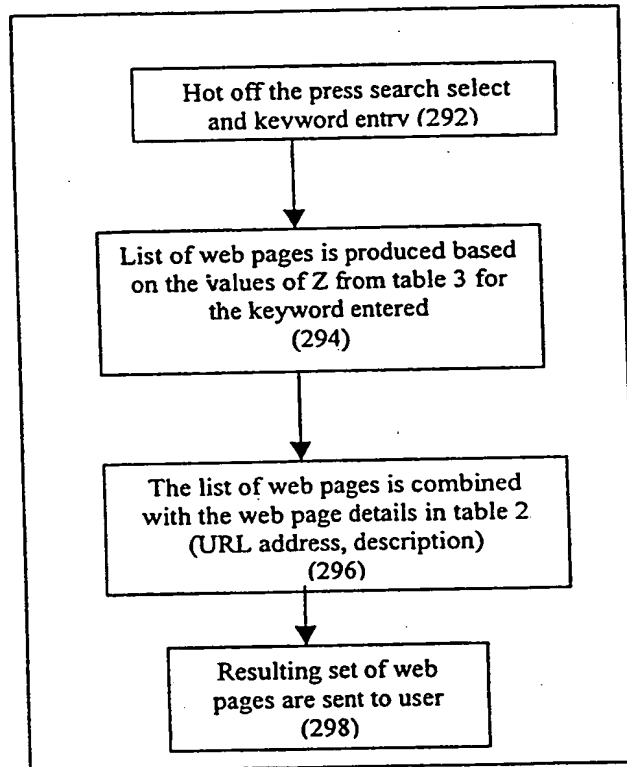 Hot off the press search select
and keyword entry (292)
List of web pages is produced based
on the values of Z from table 3 for
the keyword entered
(294)
The list of web pages is combined
with the web page details in table 2
(URL address, description)
(296)
Resulting set of web
pages are sent to user
(298)